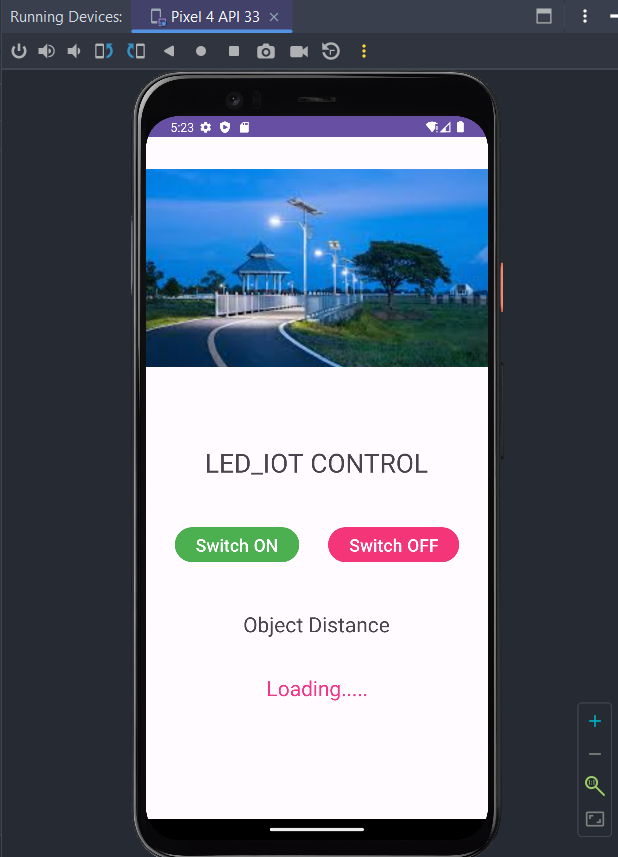 Running Devices: Pixel 4 API 33
5:23
LED_IOT CONTROL
Switch ON Switch OFF
Object Distance
Loading.....